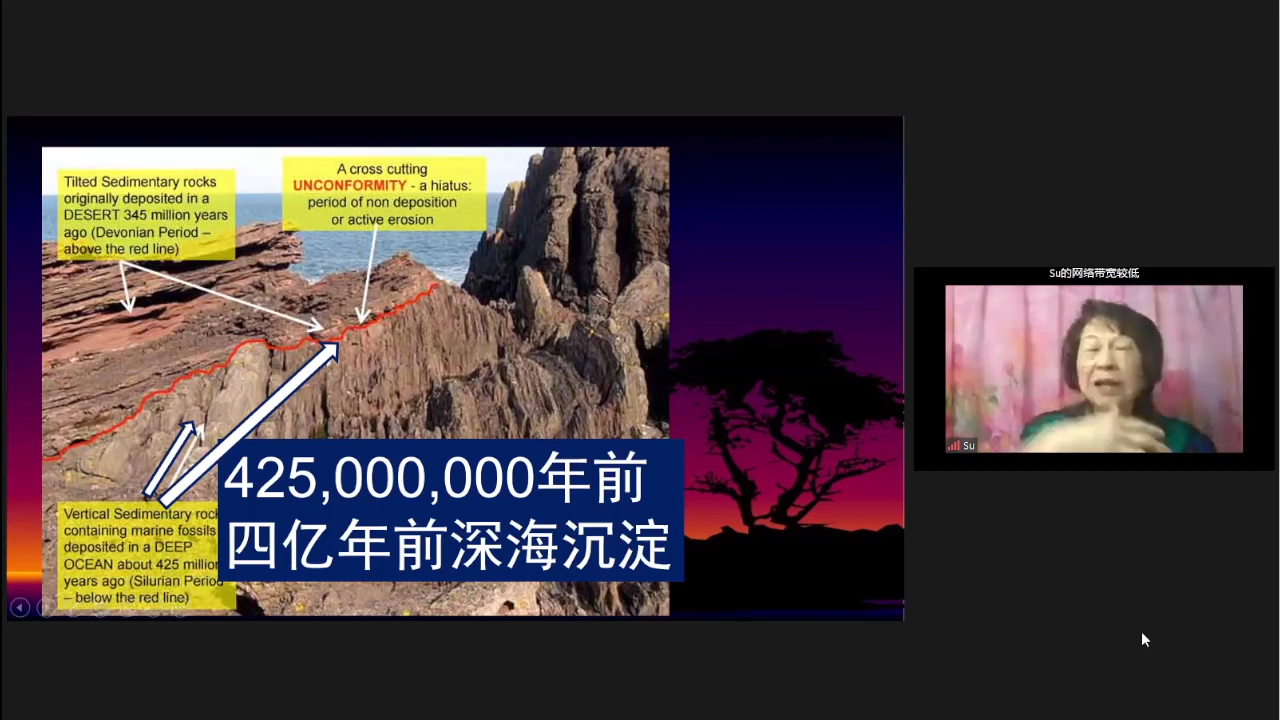 Tilted Sedimentary rocks
originally deposited in a
DESERT 345 million years
ago (Devonian Period –
above the red line)
A cross cutting
UNCONFORMITY - a hiatus:
period of non deposition
or active erosion
425,000,000年前
四亿年前深海沉淀
Vertical Sedimentary rock
containing marine fossils
deposited in a DEEP
OCEAN about 425 million
years ago (Silurian Period
– below the red line)
Su的网络带宽较低
Su